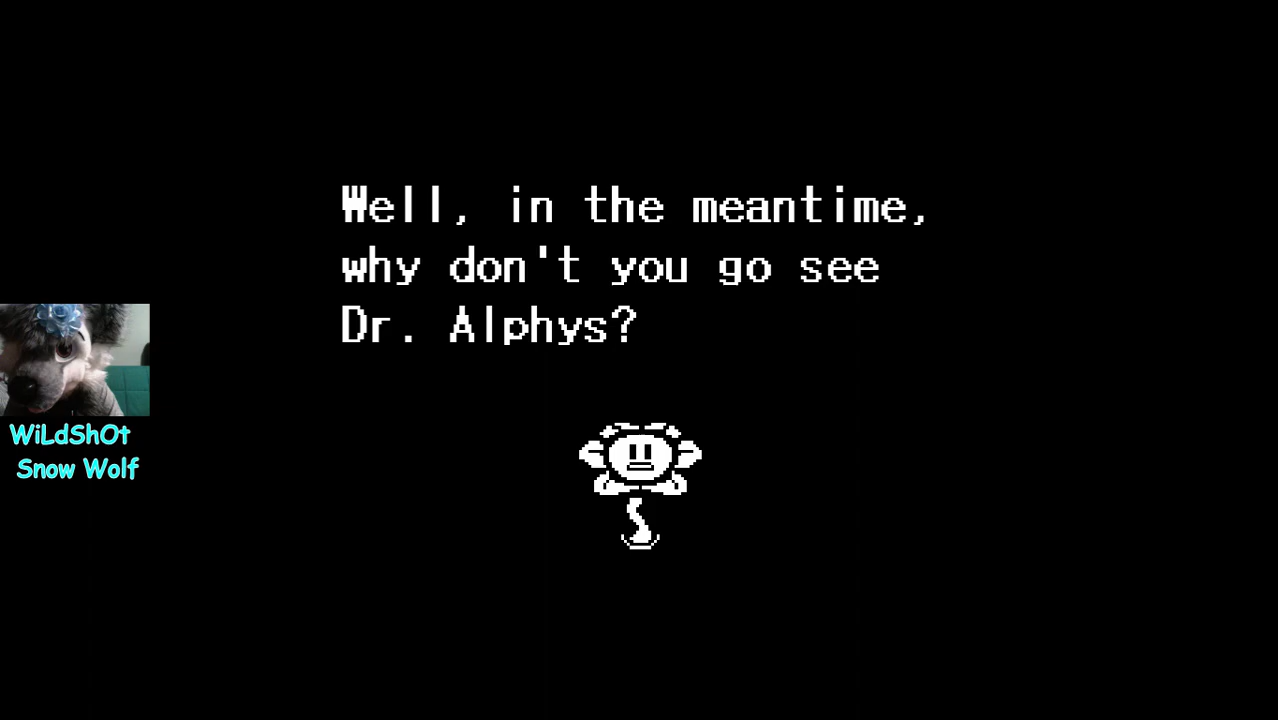 Well, in the meantime,
why don't you go see
Dr. Alphys?
WiLdShOt
Snow Wolf